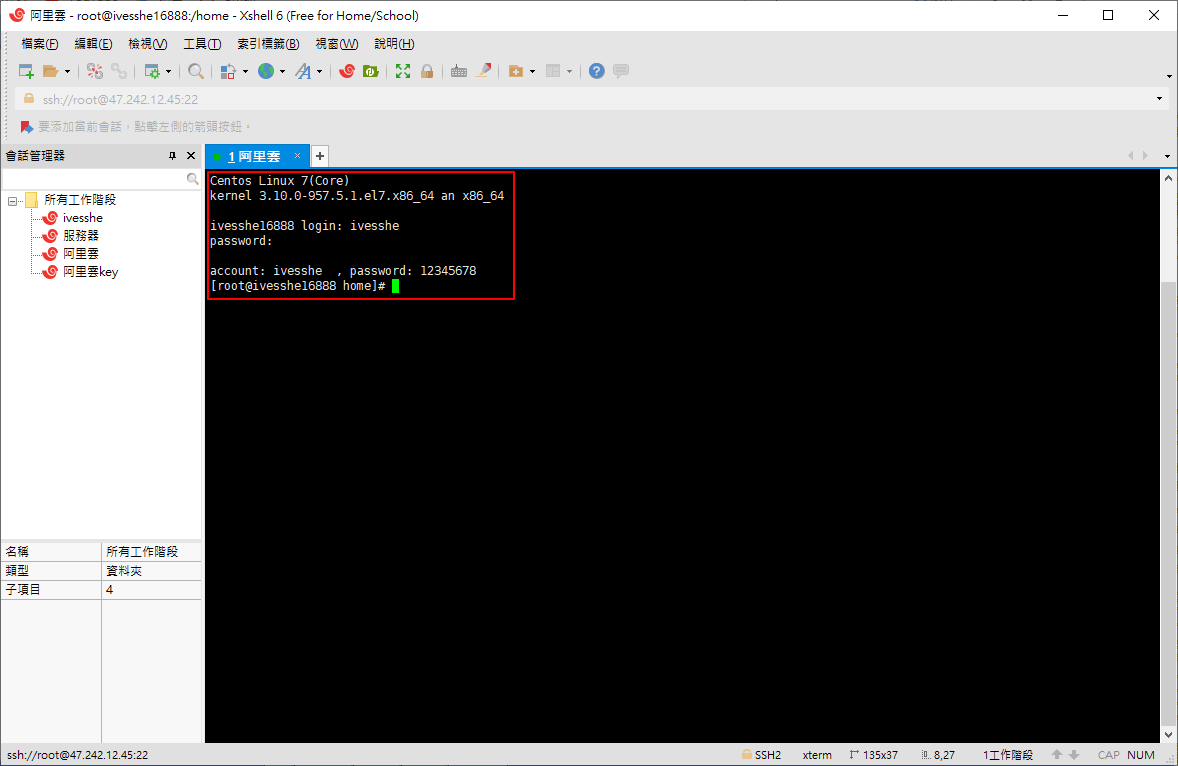 阿里雲 - root@ivesshe16888:/home - Xshell 6 (Free for Home/School)
檔案(F) 編輯(E) 檢視(V) 工具(T) 索引標籤(B) 視窗(W) 說明(H)
ssh://root@47.242.12.45:22
要添加當前會話，點擊左側的箭頭按鈕。
會話管理器
1 阿里雲
所有工作階段
ivesshe
服務器
阿里雲
阿里雲key
Centos Linux 7(Core)
kernel 3.10.0-957.5.1.el7.x86_64 an x86_64
ivesshe16888 login: ivesshe
password:
account: ivesshe , password: 12345678
[root@ivesshe16888 home]#
名稱 所有工作階段
類型 資料夾
子項目 4
ssh://root@47.242.12.45:22 SSH2 xterm 135x37 8,27 1工作階段 CAP NUM